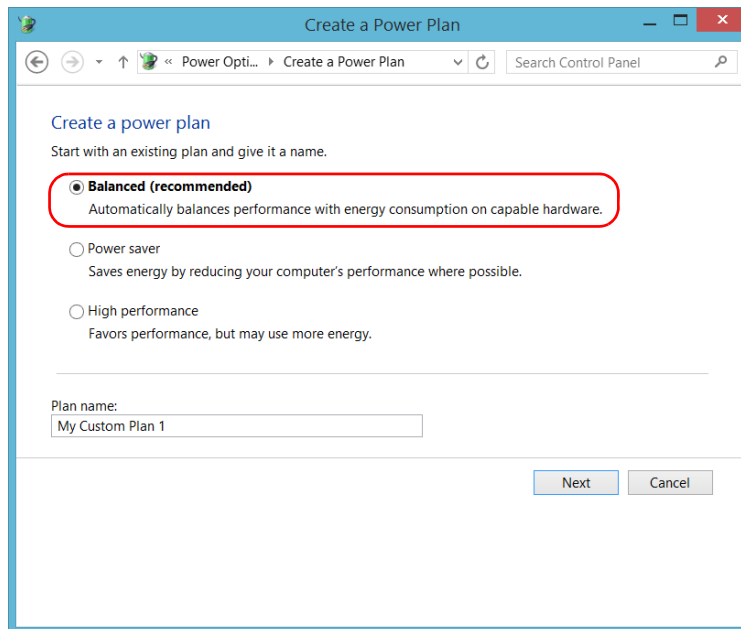 Create a Power Plan
« Power Opti... Create a Power Plan
Search Control Panel
Create a power plan
Start with an existing plan and give it a name.
Balanced (recommended)
Automatically balances performance with energy consumption on capable hardware.
Power saver
Saves energy by reducing your computer's performance where possible.
High performance
Favors performance, but may use more energy.
Plan name:
My Custom Plan 1
Next Cancel